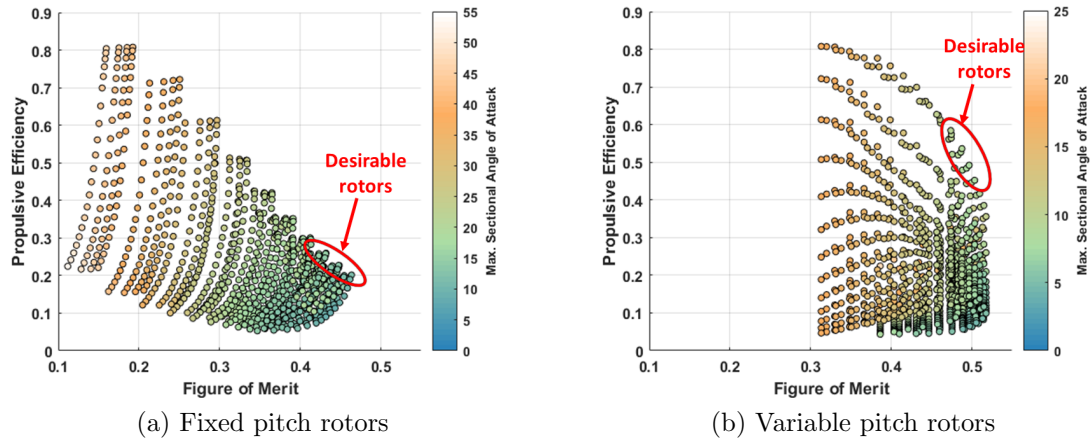 0.9
0.8
0.7
0.6
0.5
0.4
0.3
0.2
0.1
0
Propulsive Efficiency
0.1 0.2 0.3 0.4 0.5
Figure of Merit
Desirable
rotors
55
50
45
40
35
30
25
20
15
10
5
0
Max. Sectional Angle of Attack
(a) Fixed pitch rotors
0.9
0.8
0.7
0.6
0.5
0.4
0.3
0.2
0.1
0
Propulsive Efficiency
0.1 0.2 0.3 0.4 0.5
Figure of Merit
Desirable
rotors
25
20
15
10
5
0
Max. Sectional Angle of Attack
(b) Variable pitch rotors